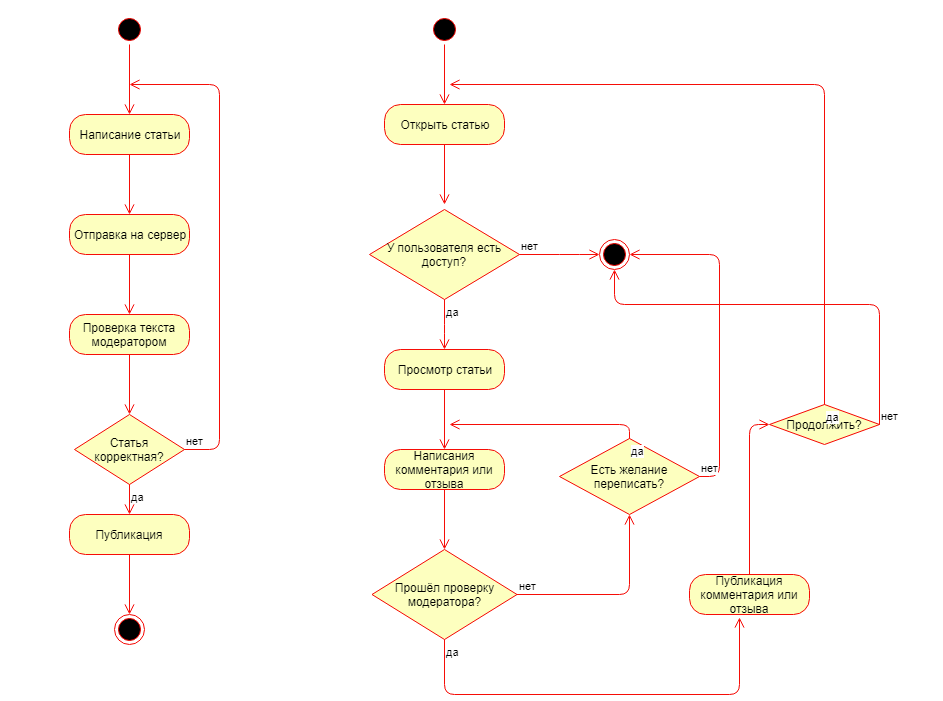 Написание статьи
Отправка на сервер
Проверка текста
модератором
Статья
корректная?
нет
да
Публикация
Открыть статью
У пользователя есть
доступ?
нет
да
Просмотр статьи
Написания
комментария или
отзыва
да
Есть желание
переписать?
нет
Прошёл проверку
модератора?
нет
да
Публикация
комментария или
отзыва
да
Продолжить?
нет